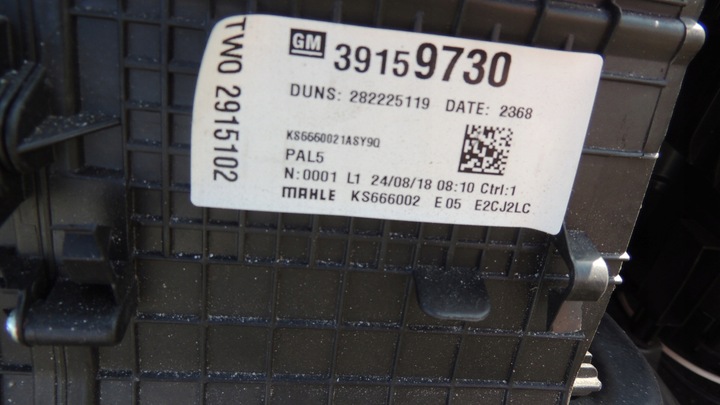 GM 39159730
DUNS: 282225119 DATE: 2368
KS6660021ASY9Q
PAL5
N:0001 L1 24/08/18 08:10 Ctrl:1
MAHLE KS666002 E05 E2CJ2LC
TWO 2915102